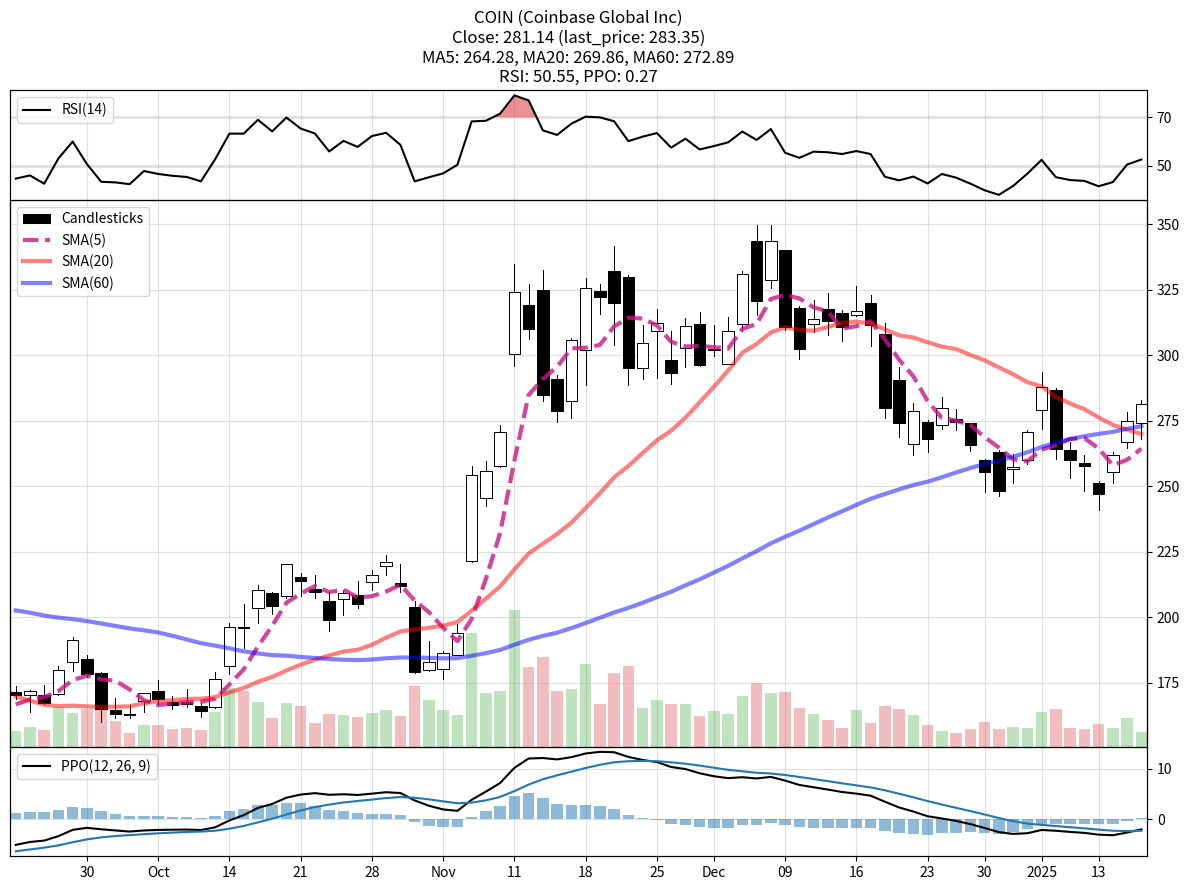 COIN (Coinbase Global Inc)
Close: 281.14 (last_price: 283.35)
MA5: 264.28, MA20: 269.86, MA60: 272.89
RSI: 50.55, PPO: 0.27
RSI(14)
70
50
Candlesticks
SMA(5)
SMA(20)
SMA(60)
350
325
300
275
250
225
200
175
PPO(12, 26, 9)
10
0
30 Oct 14 21 28 Nov 11 18 25 Dec 09 16 23 30 2025 13